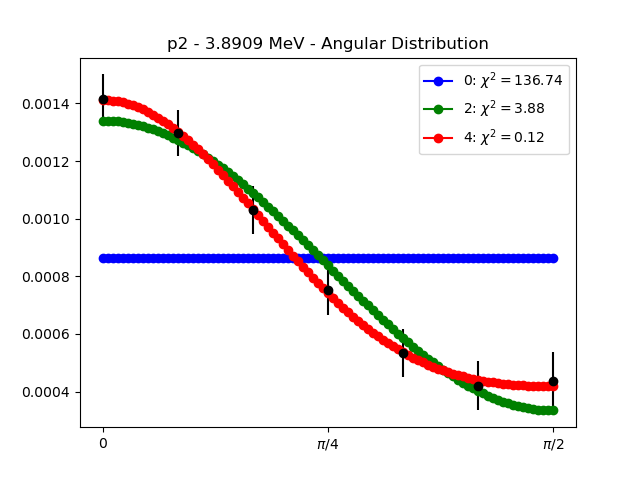 p2 - 3.8909 MeV - Angular Distribution
0: χ² = 136.74
2: χ² = 3.88
4: χ² = 0.12
0.0014
0.0012
0.0010
0.0008
0.0006
0.0004
0 π/4 π/2